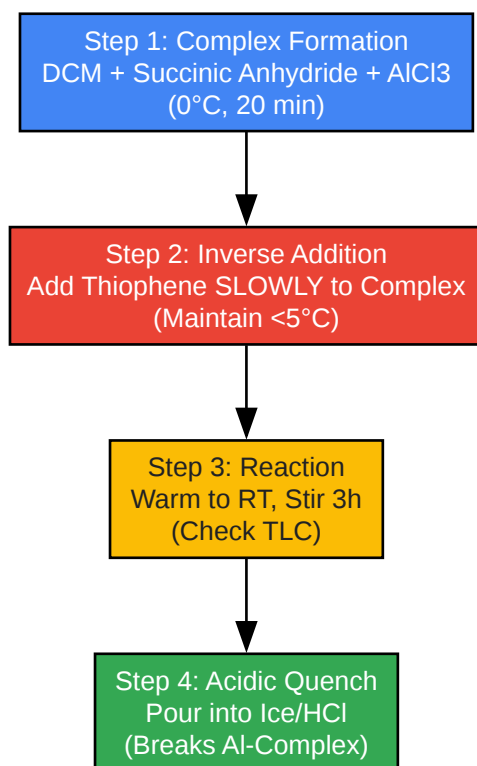 Step 1: Complex Formation
DCM + Succinic Anhydride + AlCl3
(0°C, 20 min)
Step 2: Inverse Addition
Add Thiophene SLOWLY to Complex
(Maintain <5°C)
Step 3: Reaction
Warm to RT, Stir 3h
(Check TLC)
Step 4: Acidic Quench
Pour into Ice/HCl
(Breaks Al-Complex)